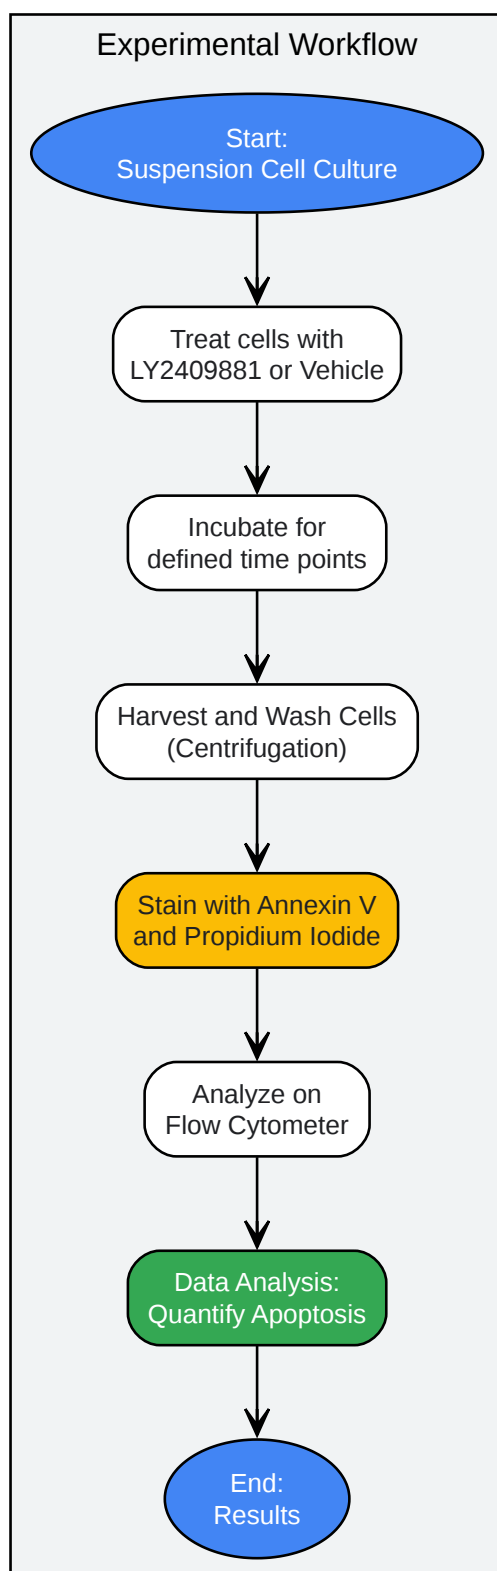 Experimental Workflow
Start:
Suspension Cell Culture
Treat cells with
LY2409881 or Vehicle
Incubate for
defined time points
Harvest and Wash Cells
(Centrifugation)
Stain with Annexin V
and Propidium Iodide
Analyze on
Flow Cytometer
Data Analysis:
Quantify Apoptosis
End:
Results